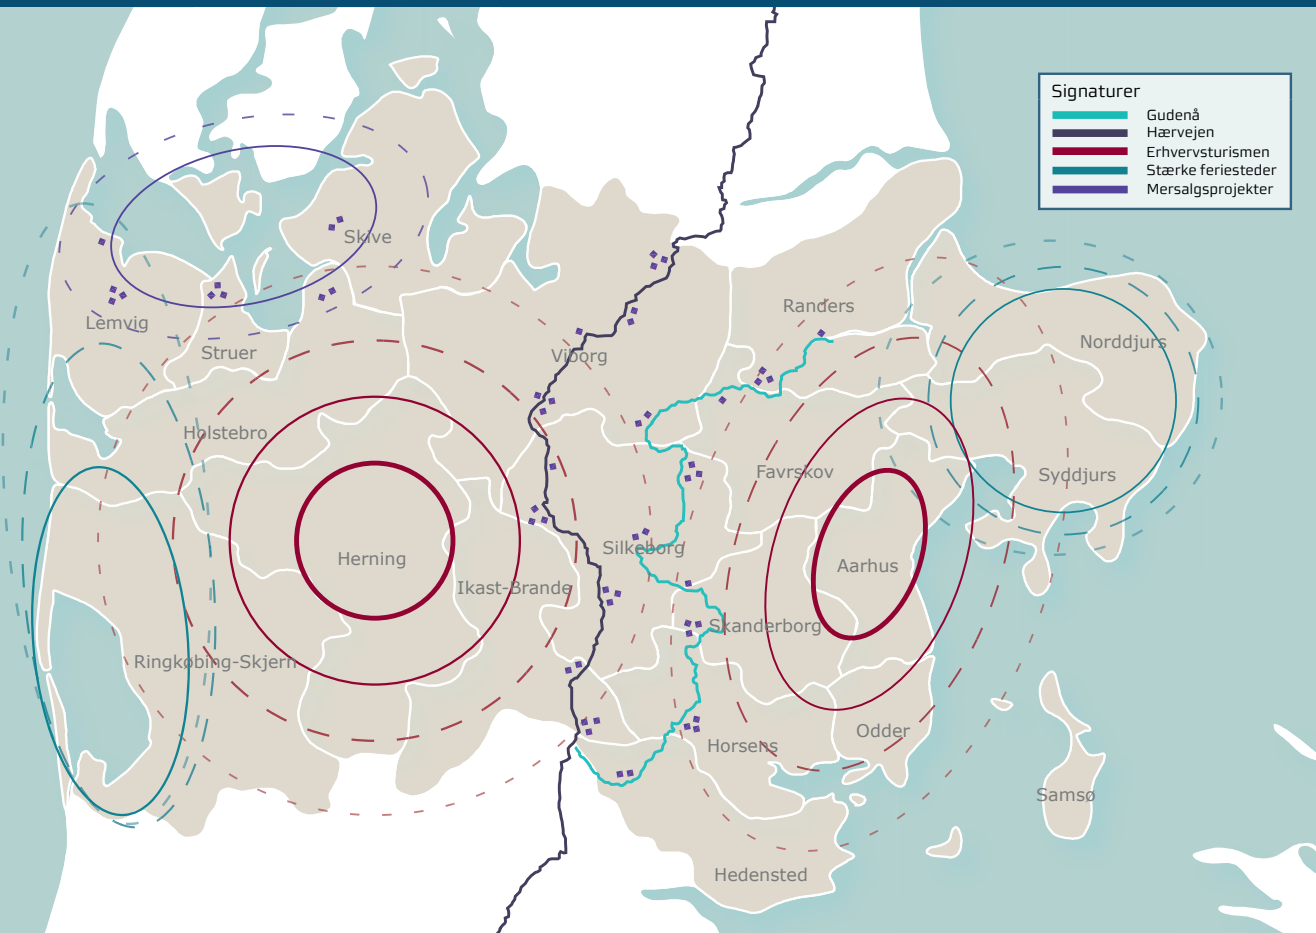 Signaturer
Gudenå
Hærvejen
Erhvervsturismen
Stærke feriesteder
Mersalgsprojekter
Skive
Lemvig
Struer
Viborg
Randers
Norddjurs
Holstebro
Favrskov
Syddjurs
Herning
Silkeborg
Aarhus
Ikast-Brande
Skanderborg
Ringkøbing-Skjern
Horsens
Odder
Samsø
Hedensted